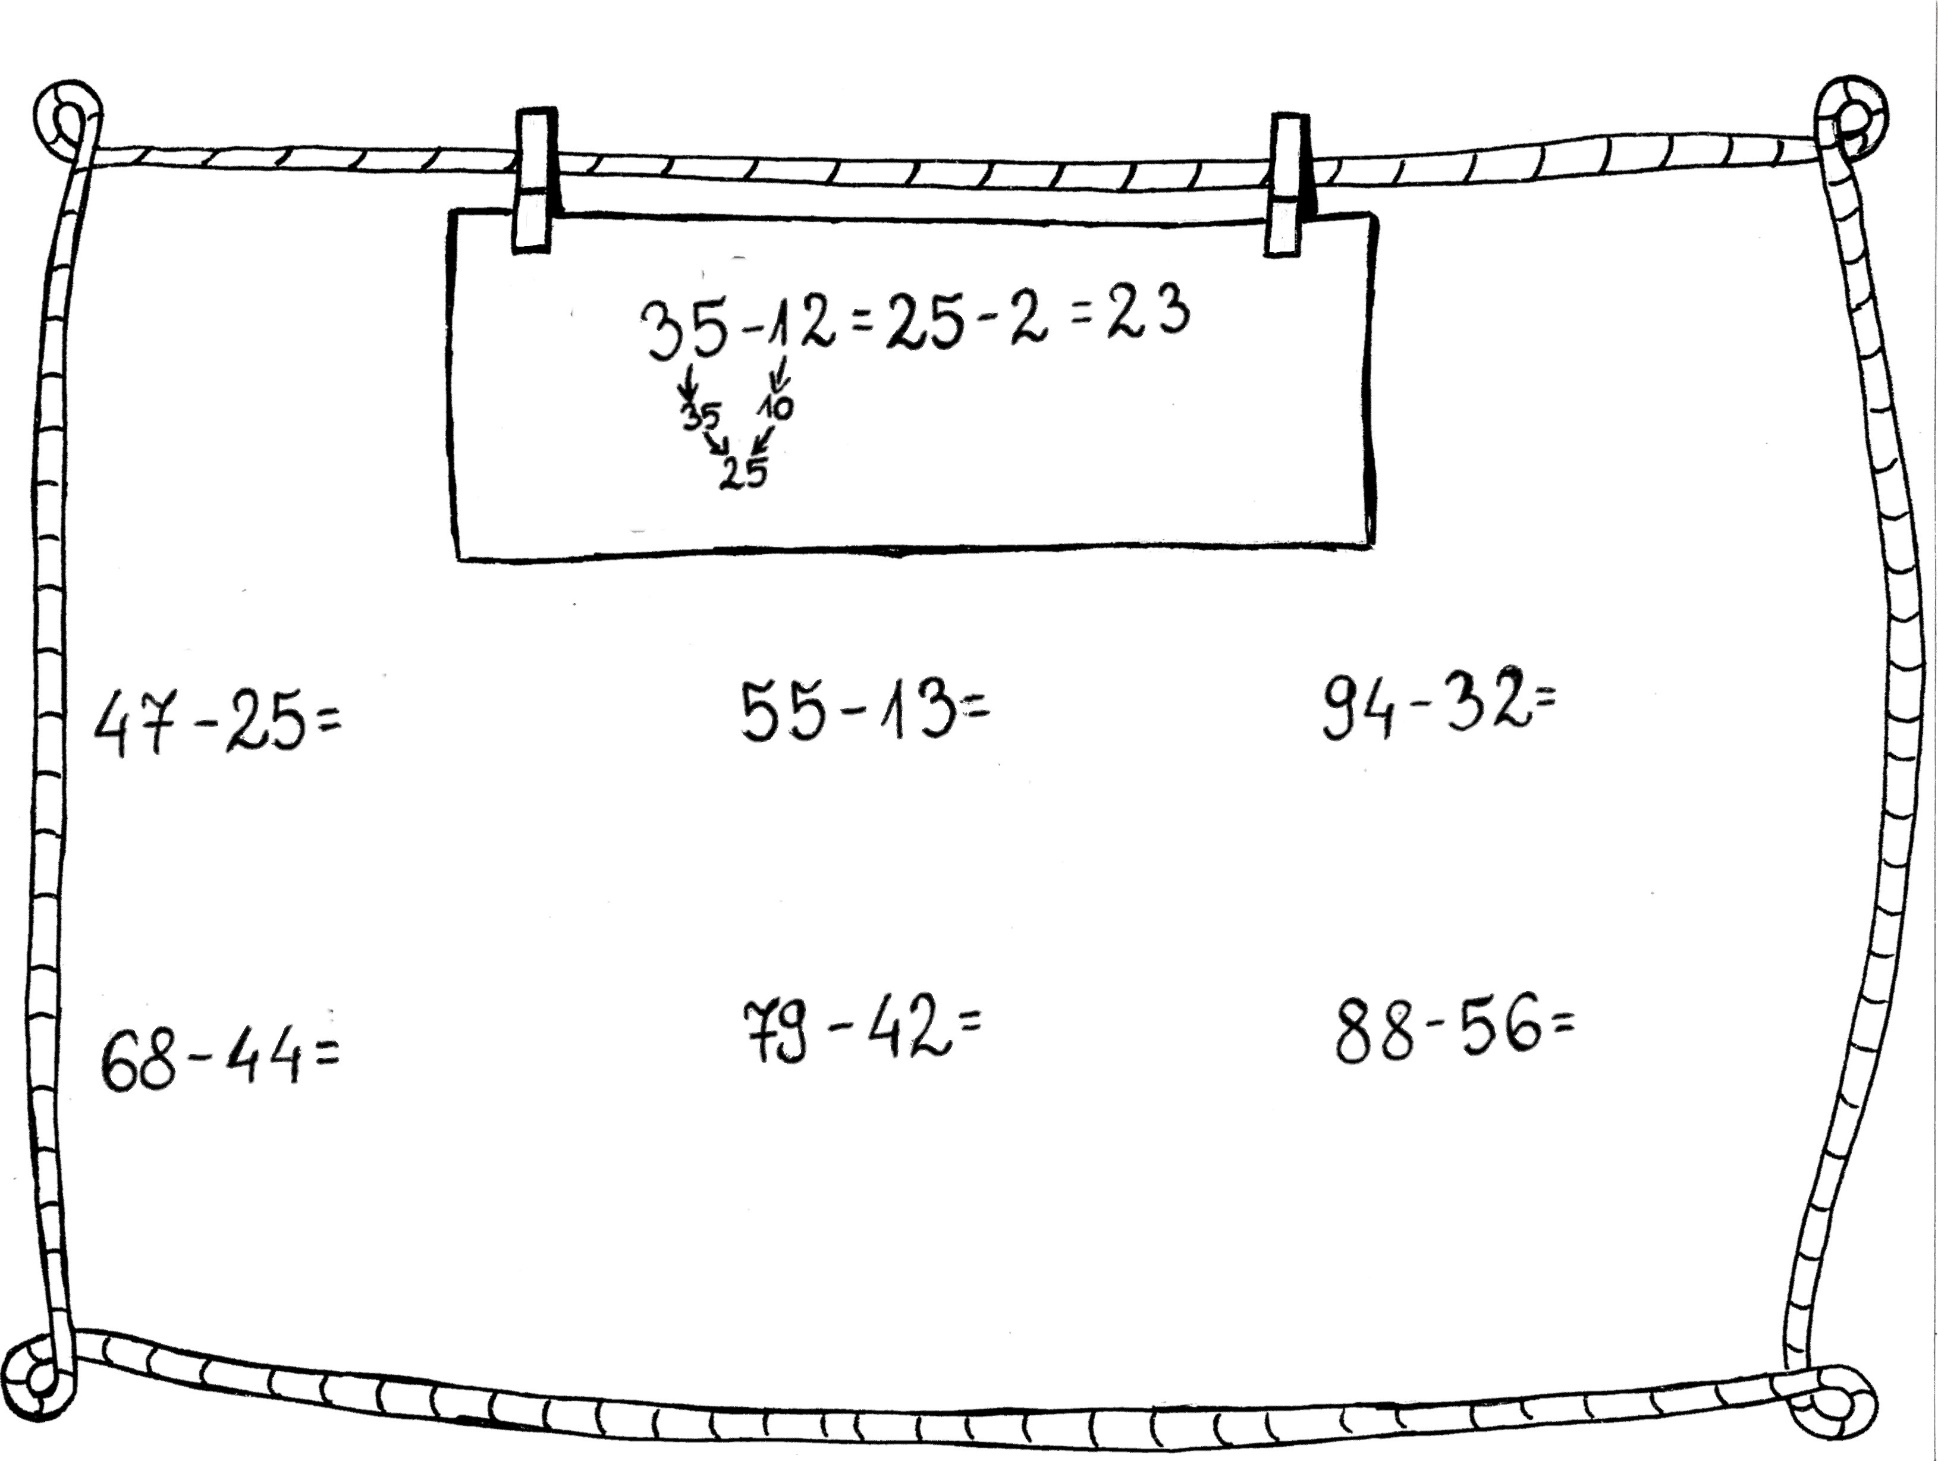 35-12=25-2=23
35 10
25
47-25= 55-13= 94-32=
68-44= 79-42= 88-56=